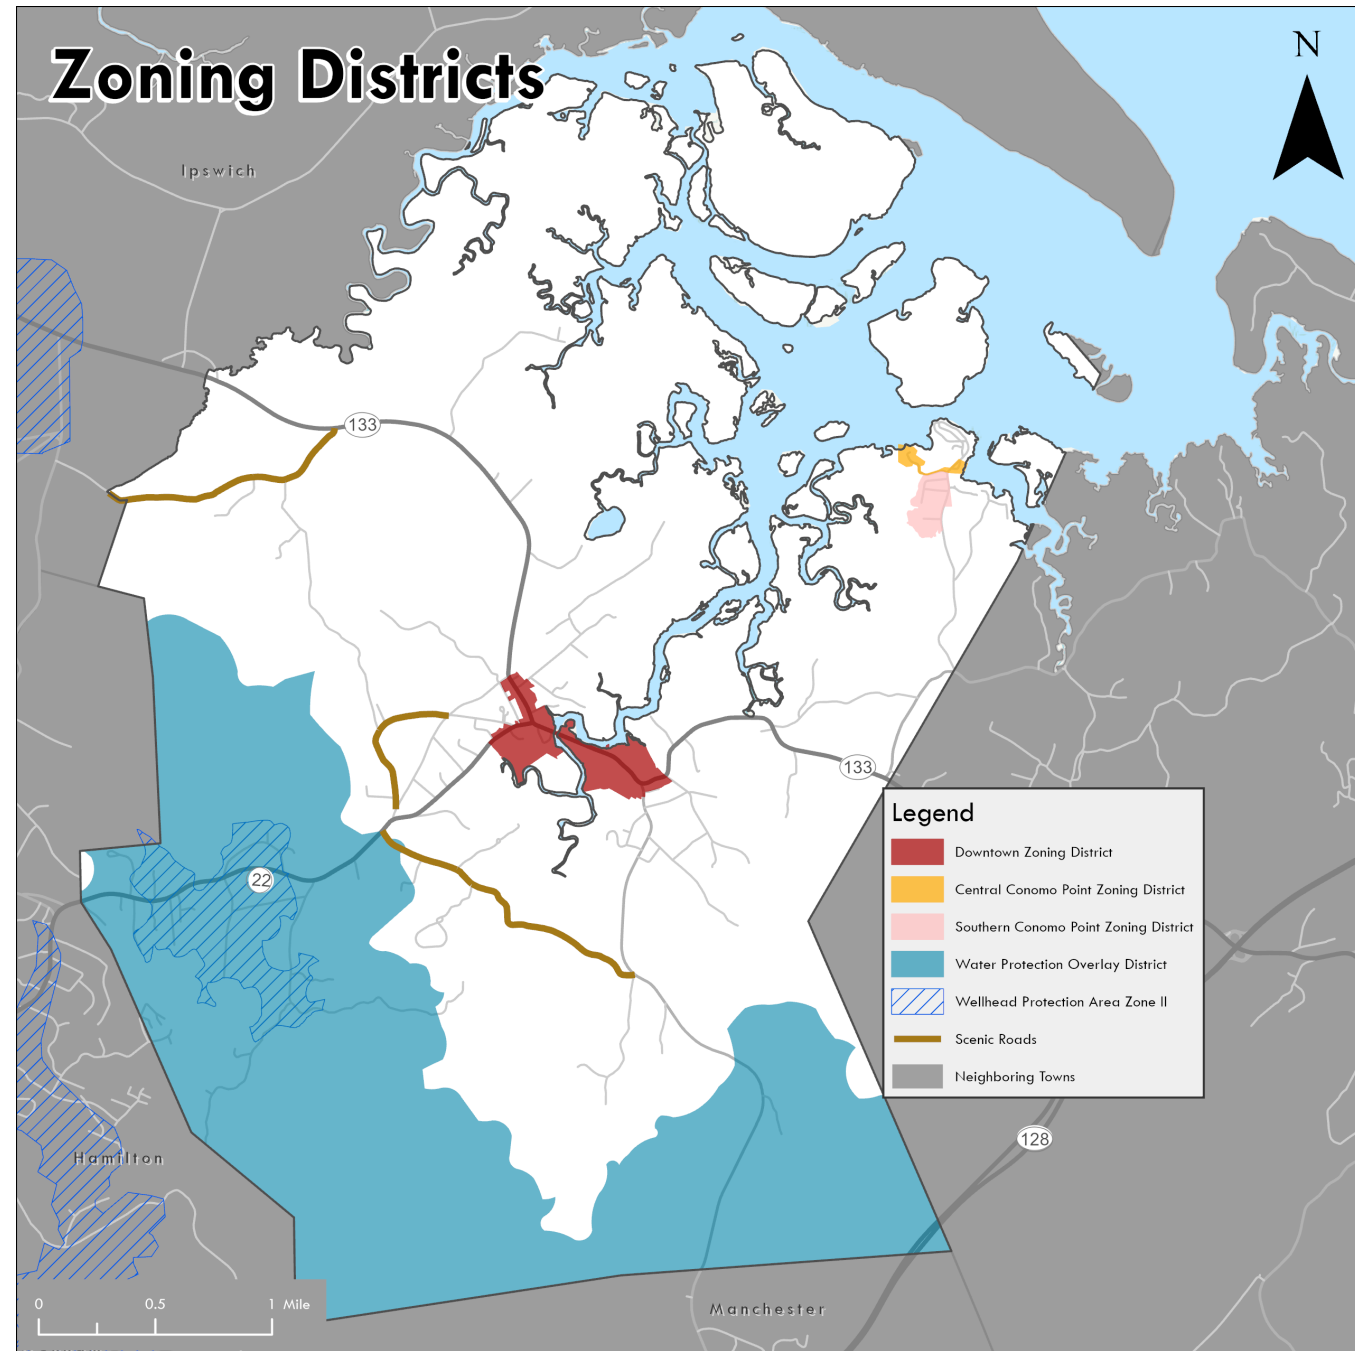 Zoning Districts
N
Ipswich
133
133
22
Legend
Downtown Zoning District
Central Conomo Point Zoning District
Southern Conomo Point Zoning District
Water Protection Overlay District
Wellhead Protection Area Zone II
Scenic Roads
Neighboring Towns
128
Hamilton
Manchester
0 0.5 1 Mile